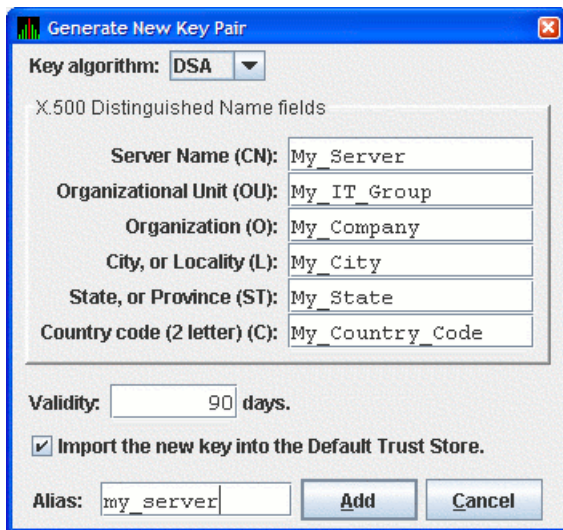 Generate New Key Pair
Key algorithm: DSA
X.500 Distinguished Name fields
Server Name (CN): My_Server
Organizational Unit (OU): My_IT_Group
Organization (O): My_Company
City, or Locality (L): My_City
State, or Province (ST): My_State
Country code (2 letter) (C): My_Country_Code
Validity: 90 days.
Import the new key into the Default Trust Store.
Alias: my_server Add Cancel